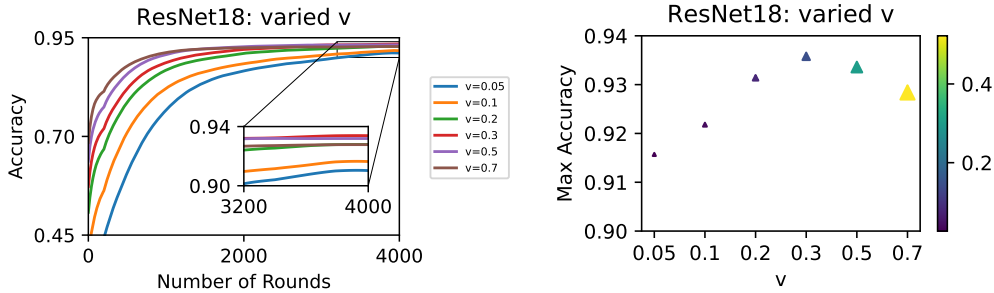 ResNet18: varied v
0.95
0.70
0.45
Accuracy
0.94
0.90
3200
4000
0
2000
4000
Number of Rounds
v=0.05
v=0.1
v=0.2
v=0.3
v=0.5
v=0.7
ResNet18: varied v
0.94
0.93
0.92
0.91
0.90
Max Accuracy
0.05
0.1
0.2
0.3
0.5
0.7
v
0.4
0.2